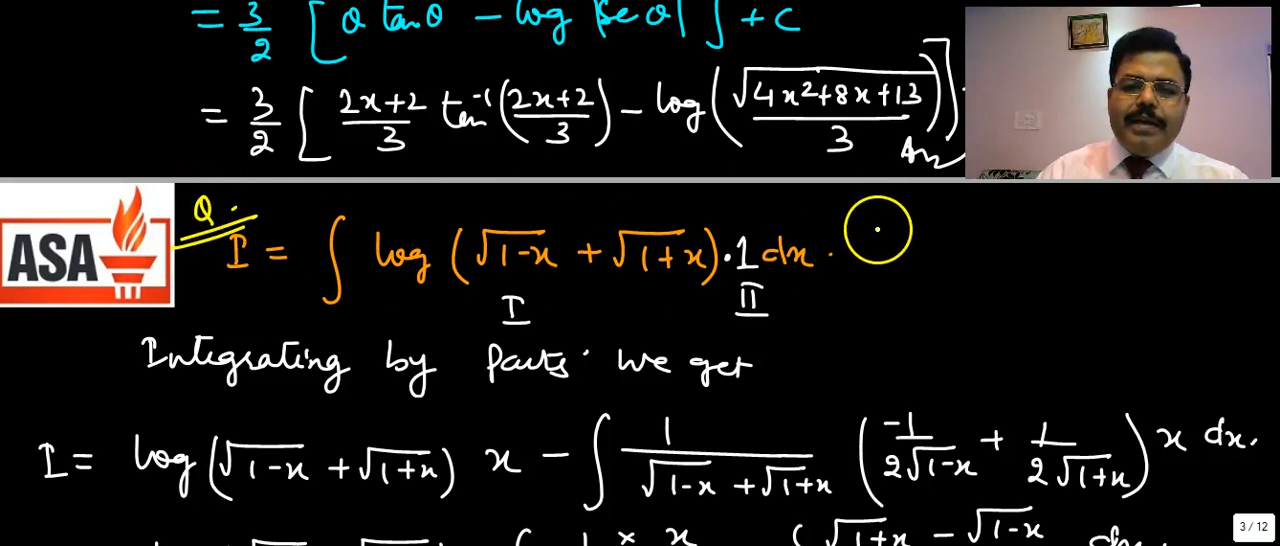 = 3/2 [θ tanθ - log |sec θ|] + C
= 3/2 [ (2x+2)/3 tan⁻¹((2x+2)/3) - log(√(4x²+8x+13)/3) ]
Ans
ASA
Q.
I = ∫ log (√(1-x) + √(1+x)) · 1 dx.
I II
Integrating by Parts. We get
I = log(√(1-x) + √(1+x)) x - ∫ 1/(√(1-x) + √(1+x)) (-1/(2√(1-x)) + 1/(2√(1+x))) x dx.
3 / 12